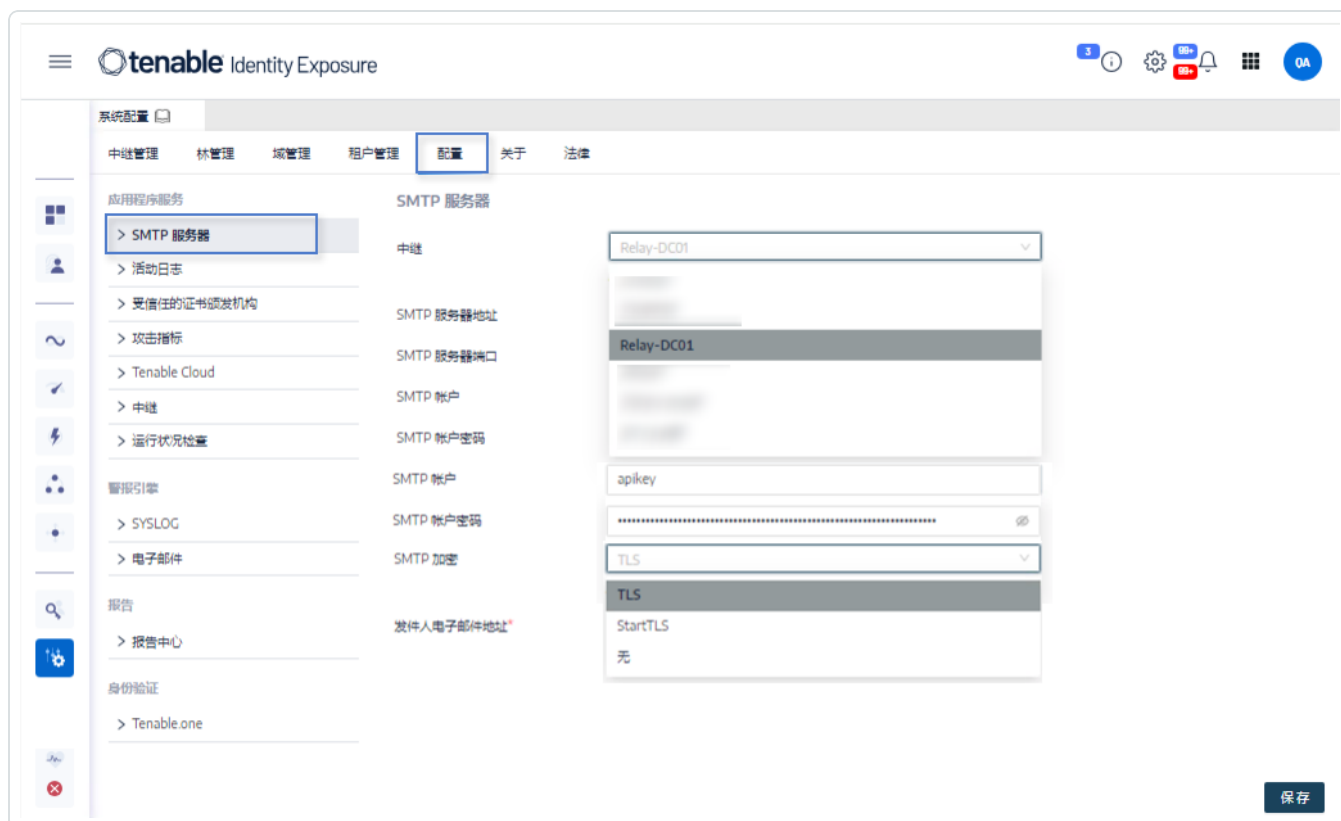 tenable Identity Exposure
3
99+
99+
QA
系统配置
中继管理 林管理 域管理 租户管理 配置 关于 法律
应用程序服务
SMTP 服务器
活动日志
受信任的证书颁发机构
攻击指标
Tenable Cloud
中继
运行状况检查
警报引擎
SYSLOG
电子邮件
报告
报告中心
身份验证
Tenable.one
SMTP 服务器
中继 Relay-DC01
SMTP 服务器地址
Relay-DC01
SMTP 服务器端口
SMTP 帐户
SMTP 帐户密码
SMTP 帐户 apikey
SMTP 帐户密码
SMTP 加密 TLS
TLS
发件人电子邮件地址*
StartTLS
无
保存